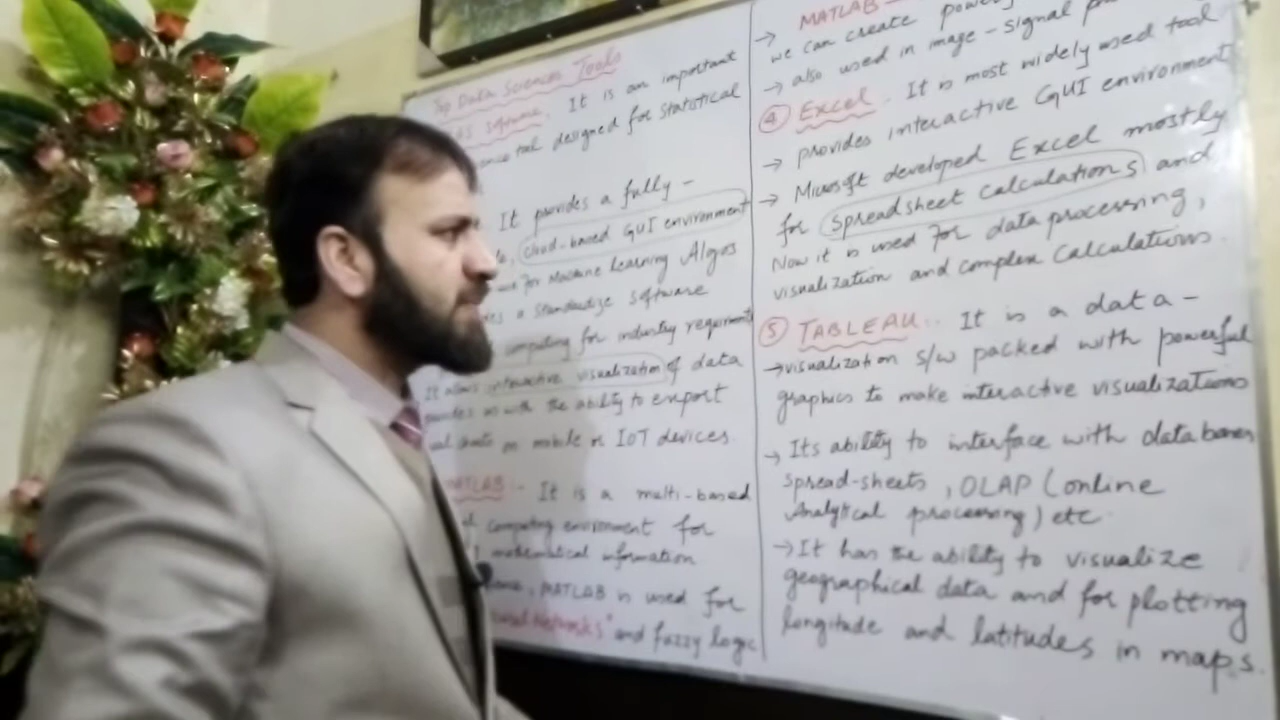 Top Data Science Tools
It is an important
tool designed for statistical
It provides a fully -
cloud-based GUI environment
for Machine Learning Algos
a standardize software
computing for industry requirments
It allows interactive visualization of data
us with the ability to export
on mobile or IOT devices.
MATLAB :- It is a multi-based
computing environment for
mathematical information
MATLAB is used for
and fuzzy logic
→ MATLAB -
we can create
→ also used in image - signal
④ EXCEL . It is most widely used tool
→ provides interactive GUI environment
→ Microsoft developed Excel mostly
for spreadsheet calculations and
Now it is used for data processing,
visualization and complex calculations.
⑤ TABLEAU :. It is a data -
→ visualization s/w packed with powerful
graphics to make interactive visualizations
→ Its ability to interface with databases
spread-sheets , OLAP (online
Analytical processing) etc.
→ It has the ability to visualize
geographical data and for plotting
longitude and latitudes in maps.